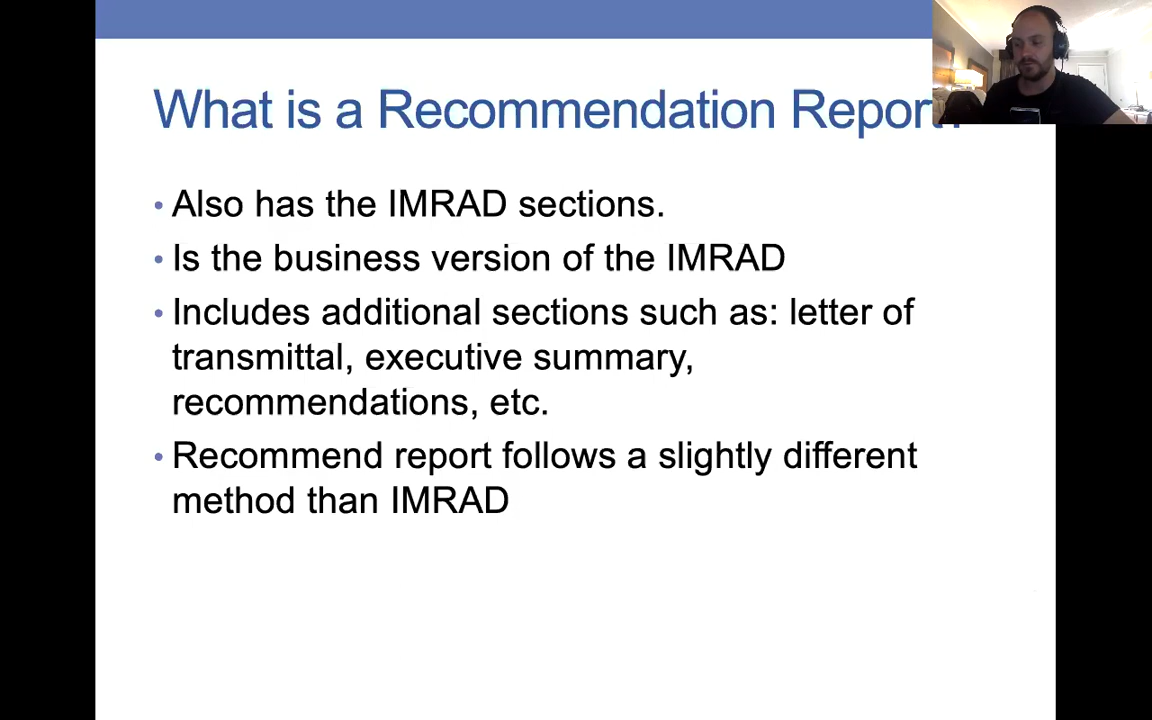 What is a Recommendation Report?
• Also has the IMRAD sections.
• Is the business version of the IMRAD
• Includes additional sections such as: letter of
transmittal, executive summary,
recommendations, etc.
• Recommend report follows a slightly different
method than IMRAD